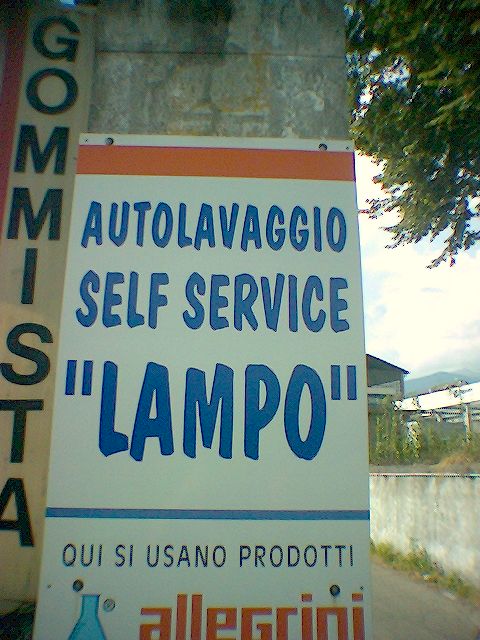 GOMMISTA
AUTOLAVAGGIO
SELF SERVICE
"LAMPO"
QUI SI USANO PRODOTTI
® allegrini